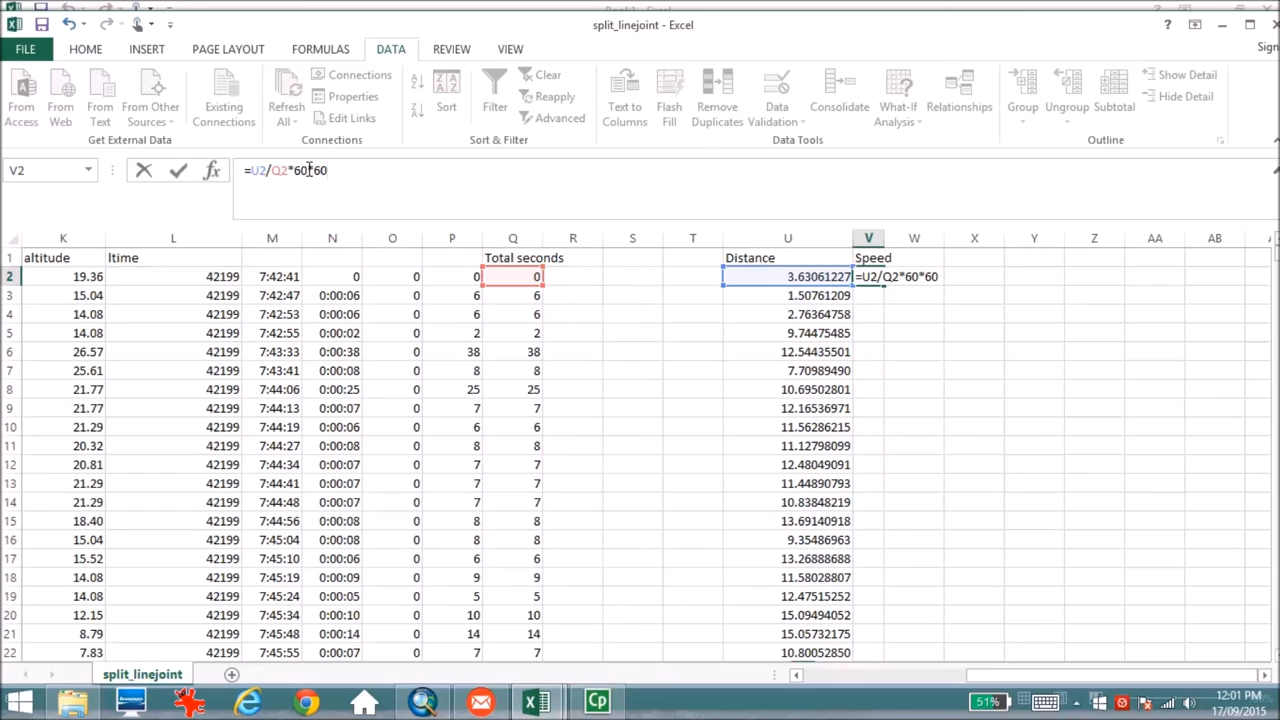 split_linejoint - Excel
?
Sign
FILE HOME INSERT PAGE LAYOUT FORMULAS DATA REVIEW VIEW
From Access
From Web
From Text
From Other Sources
Existing Connections
Refresh All
Connections
Properties
Edit Links
Sort
Filter
Clear
Reapply
Advanced
Text to Columns
Flash Fill
Remove Duplicates
Data Validation
Consolidate
What-If Analysis
Relationships
Group
Ungroup
Subtotal
Show Detail
Hide Detail
Get External Data
Connections
Sort & Filter
Data Tools
Outline
V2 fx =U2/Q2*60*60
K L M N O P Q R S T U V W X Y Z AA AB
1 altitude ltime Total seconds Distance Speed
2 19.36 42199 7:42:41 0 0 0 0 3.63061227 =U2/Q2*60*60
3 15.04 42199 7:42:47 0:00:06 0 6 6 1.50761209
4 14.08 42199 7:42:53 0:00:06 0 6 6 2.76364758
5 14.08 42199 7:42:55 0:00:02 0 2 2 9.74475485
6 26.57 42199 7:43:33 0:00:38 0 38 38 12.54435501
7 25.61 42199 7:43:41 0:00:08 0 8 8 7.70989490
8 21.77 42199 7:44:06 0:00:25 0 25 25 10.69502801
9 21.77 42199 7:44:13 0:00:07 0 7 7 12.16536971
10 21.29 42199 7:44:19 0:00:06 0 6 6 11.56286215
11 20.32 42199 7:44:27 0:00:08 0 8 8 11.12798099
12 20.81 42199 7:44:34 0:00:07 0 7 7 12.48049091
13 21.29 42199 7:44:41 0:00:07 0 7 7 11.44890793
14 21.29 42199 7:44:48 0:00:07 0 7 7 10.83848219
15 18.40 42199 7:44:56 0:00:08 0 8 8 13.69140918
16 15.04 42199 7:45:04 0:00:08 0 8 8 9.35486963
17 15.52 42199 7:45:10 0:00:06 0 6 6 13.26888688
18 14.08 42199 7:45:19 0:00:09 0 9 9 11.58028807
19 14.08 42199 7:45:24 0:00:05 0 5 5 12.47515252
20 12.15 42199 7:45:34 0:00:10 0 10 10 15.09494052
21 8.79 42199 7:45:48 0:00:14 0 14 14 15.05732175
22 7.83 42199 7:45:55 0:00:07 0 7 7 10.80052850
split_linejoint
Cp
51%
12:01 PM
17/09/2015